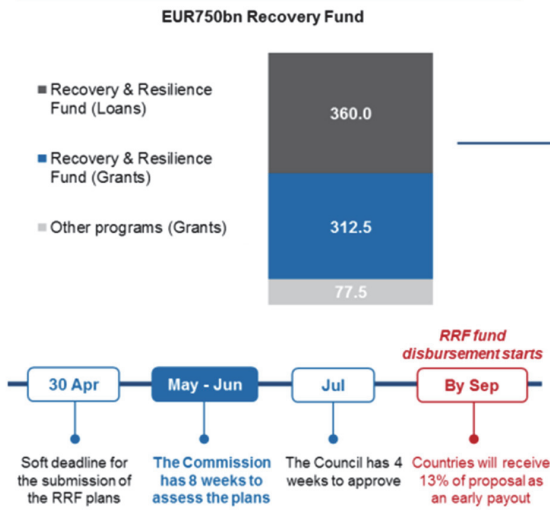 EUR750bn Recovery Fund
Recovery & Resilience
Fund (Loans)
360.0
Recovery & Resilience
Fund (Grants)
312.5
Other programs (Grants)
77.5
RRF fund
disbursement starts
30 Apr
May - Jun
Jul
By Sep
Soft deadline for
the submission of
the RRF plans
The Commission
has 8 weeks to
assess the plans
The Council has 4
weeks to approve
Countries will receive
13% of proposal as
an early payout